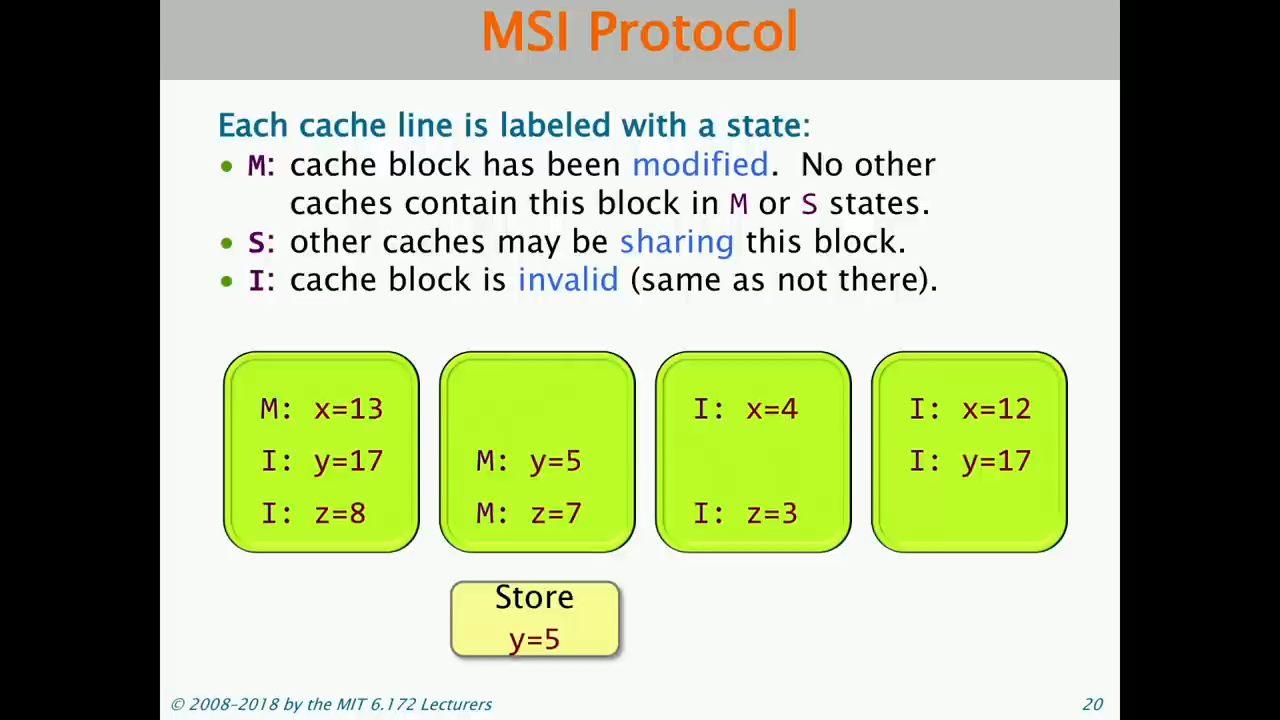 MSI Protocol
Each cache line is labeled with a state:
• M: cache block has been modified. No other
caches contain this block in M or S states.
• S: other caches may be sharing this block.
• I: cache block is invalid (same as not there).
M: x=13
I: y=17
I: z=8
M: y=5
M: z=7
I: x=4
I: z=3
I: x=12
I: y=17
Store
y=5
© 2008–2018 by the MIT 6.172 Lecturers
20